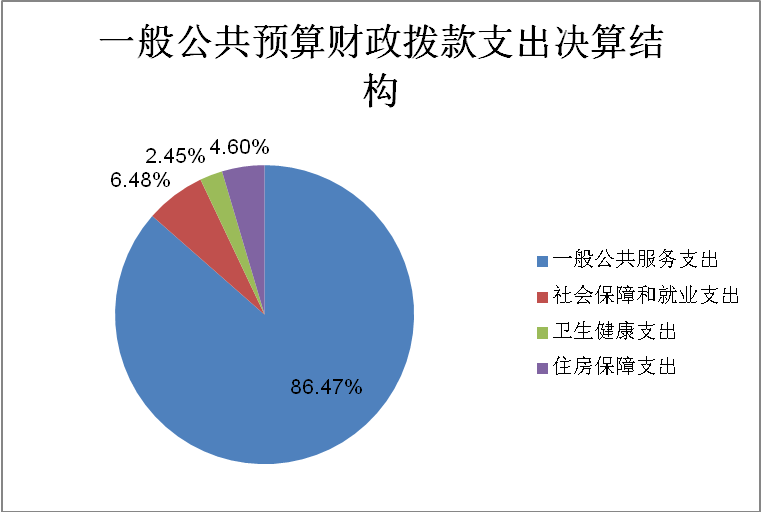 一般公共预算财政拨款支出决算结
构
4.60%
2.45%
6.48%
86.47%
一般公共服务支出
社会保障和就业支出
卫生健康支出
住房保障支出